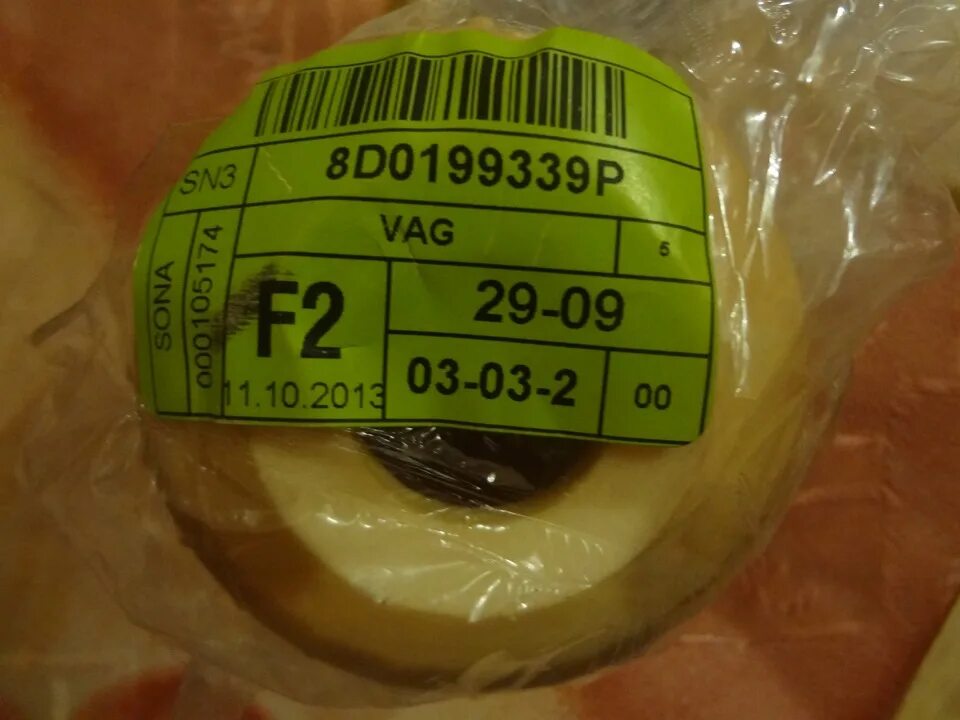 SN3
8D0199339P
VAG
5
SONA
000105174
F2
29-09
11.10.2013
03-03-2
00